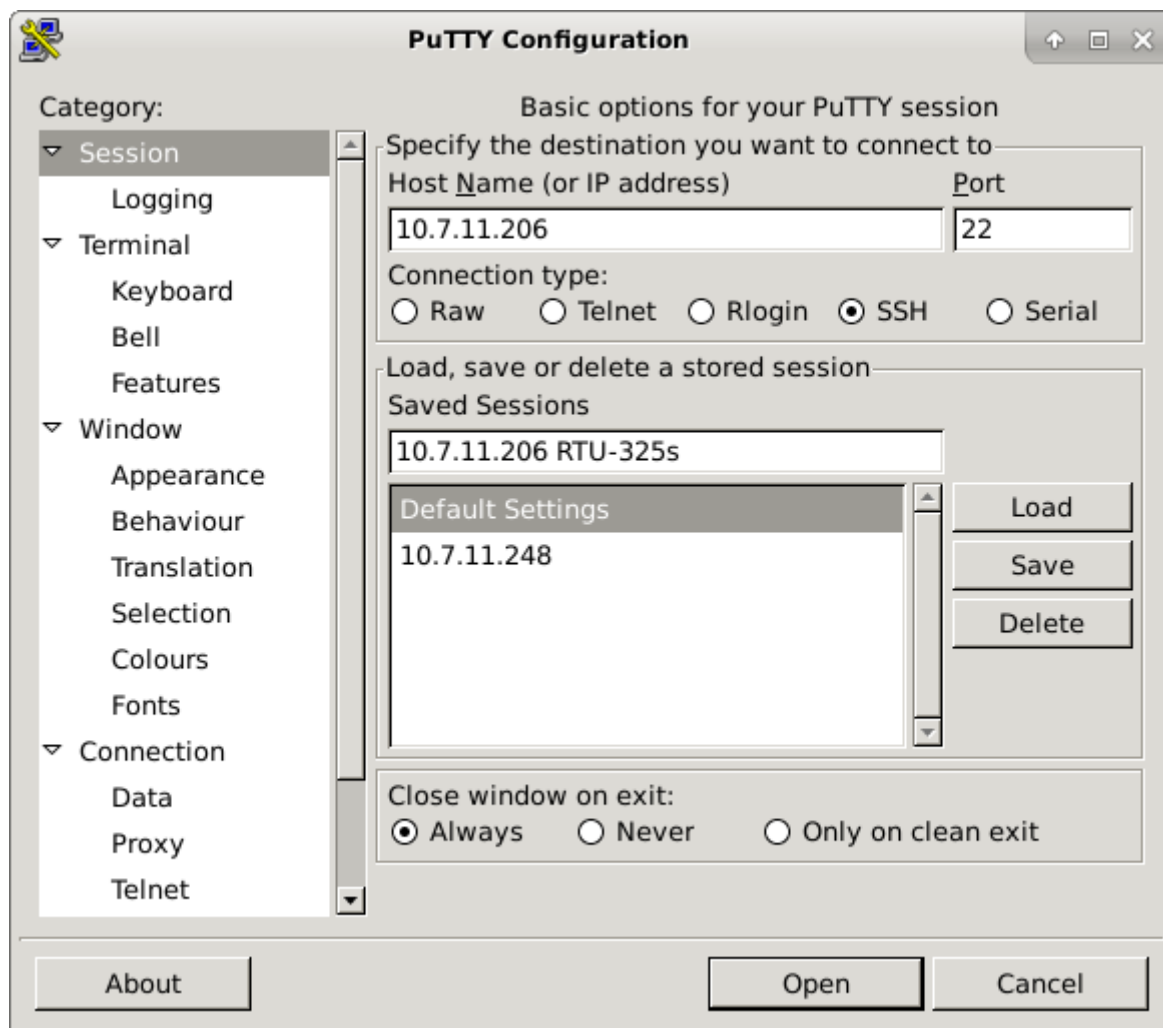 PuTTY Configuration
Category:
Session
Logging
Terminal
Keyboard
Bell
Features
Window
Appearance
Behaviour
Translation
Selection
Colours
Fonts
Connection
Data
Proxy
Telnet
Basic options for your PuTTY session
Specify the destination you want to connect to
Host Name (or IP address) Port
10.7.11.206 22
Connection type:
Raw Telnet Rlogin SSH Serial
Load, save or delete a stored session
Saved Sessions
10.7.11.206 RTU-325s
Default Settings
10.7.11.248
Load
Save
Delete
Close window on exit:
Always Never Only on clean exit
About Open Cancel